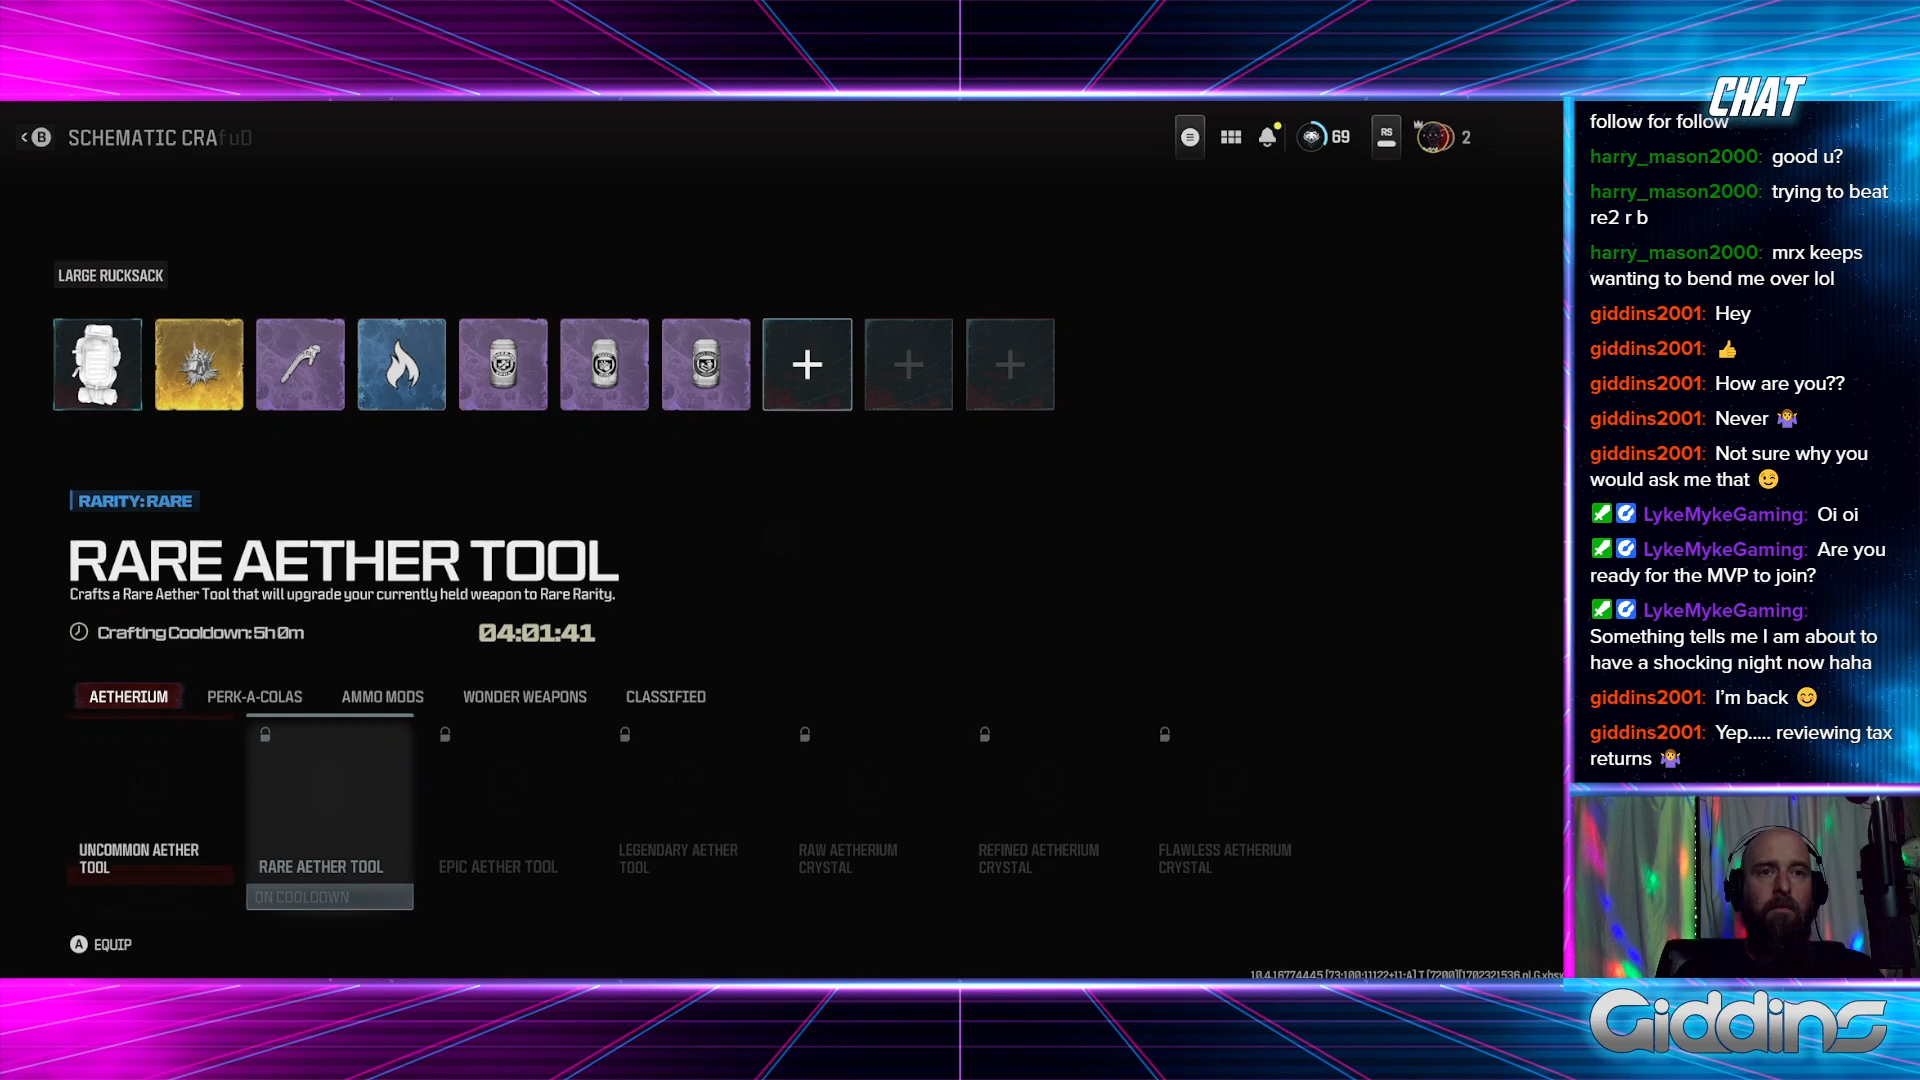 CHAT
follow for follow
harry_mason2000: good u?
harry_mason2000: trying to beat
re2 r b
harry_mason2000: mrx keeps
wanting to bend me over lol
giddins2001: Hey
giddins2001: 👍
giddins2001: How are you??
giddins2001: Never 🤷‍♀️
giddins2001: Not sure why you
would ask me that 😉
LykeMykeGaming: Oi oi
LykeMykeGaming: Are you
ready for the MVP to join?
LykeMykeGaming:
Something tells me I am about to
have a shocking night now haha
giddins2001: I'm back 😊
giddins2001: Yep..... reviewing tax
returns 🤷‍♀️
B SCHEMATIC CRA
69
RS
2
LARGE RUCKSACK
RARITY: RARE
RARE AETHER TOOL
Crafts a Rare Aether Tool that will upgrade your currently held weapon to Rare Rarity.
Crafting Cooldown: 5h 0m 04:01:41
AETHERIUM PERK-A-COLAS AMMO MODS WONDER WEAPONS CLASSIFIED
UNCOMMON AETHER
TOOL
RARE AETHER TOOL
ON COOLDOWN
EPIC AETHER TOOL
LEGENDARY AETHER
TOOL
RAW AETHERIUM
CRYSTAL
REFINED AETHERIUM
CRYSTAL
FLAWLESS AETHERIUM
CRYSTAL
A EQUIP
Giddins